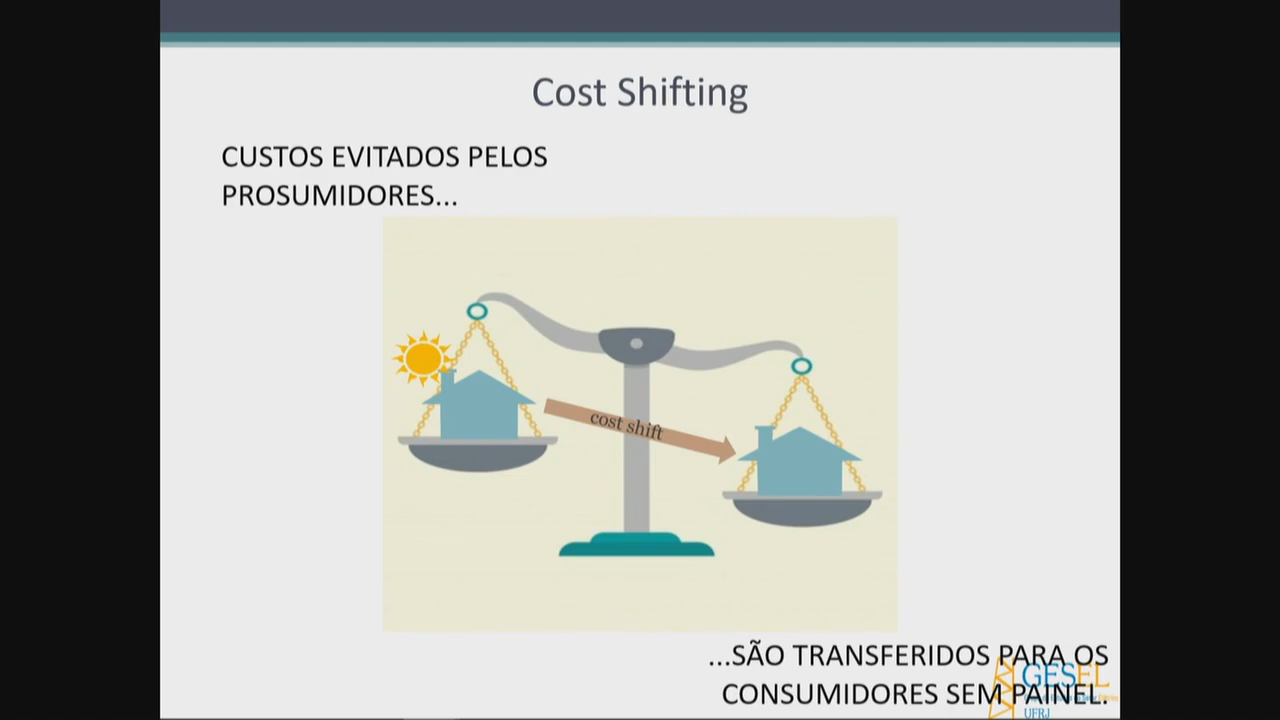 Cost Shifting
CUSTOS EVITADOS PELOS
PROSUMIDORES...
cost shift
...SÃO TRANSFERIDOS PARA OS
CONSUMIDORES SEM PAINEL.
GESEL
UFRJ